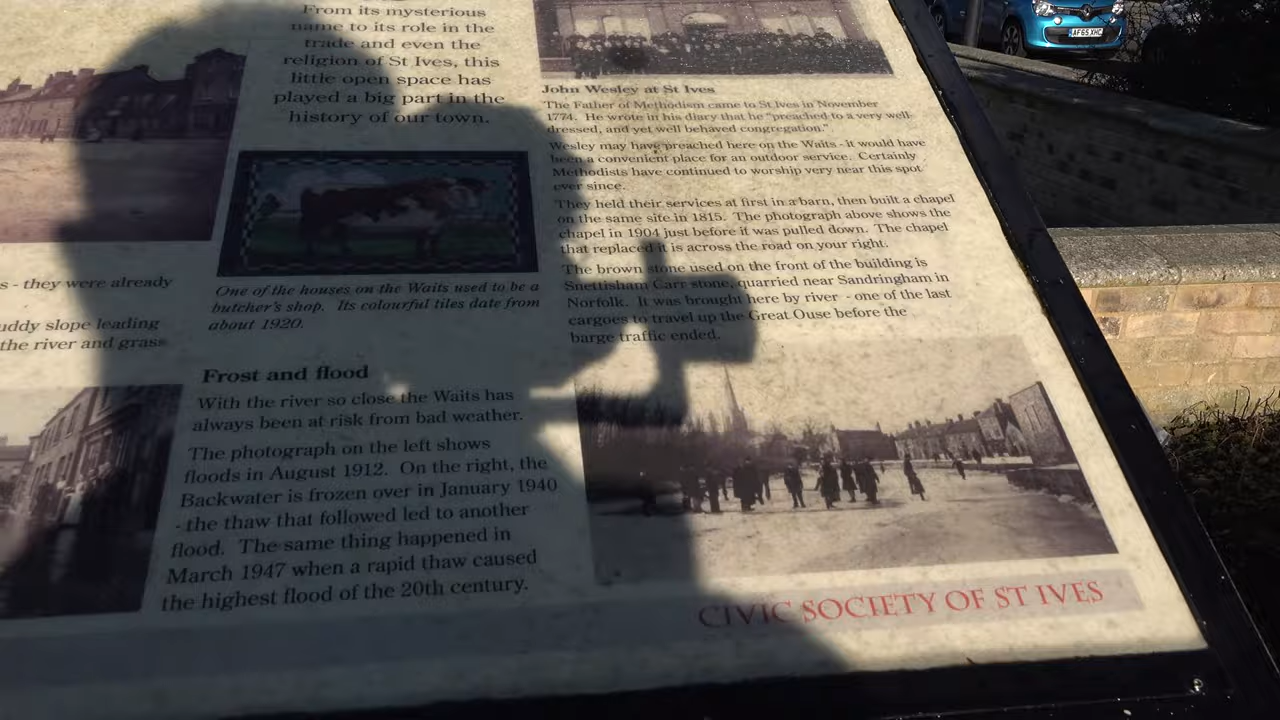 From its mysterious
name to its role in the
trade and even the
religion of St Ives, this
little open space has
played a big part in the
history of our town.
One of the houses on the Waits used to be a
butcher's shop. Its colourful tiles date from
about 1920.
s - they were already
uddy slope leading
the river and grass
Frost and flood
With the river so close the Waits has
always been at risk from bad weather.
The photograph on the left shows
floods in August 1912. On the right, the
Backwater is frozen over in January 1940
- the thaw that followed led to another
flood. The same thing happened in
March 1947 when a rapid thaw caused
the highest flood of the 20th century.
John Wesley at St Ives
The Father of Methodism came to St Ives in November
1774. He wrote in his diary that he "preached to a very well-
dressed, and yet well behaved congregation."
Wesley may have preached here on the Waits - it would have
been a convenient place for an outdoor service. Certainly
Methodists have continued to worship very near this spot
ever since.
They held their services at first in a barn, then built a chapel
on the same site in 1815. The photograph above shows the
chapel in 1904 just before it was pulled down. The chapel
that replaced it is across the road on your right.
The brown stone used on the front of the building is
Snettisham Carr stone, quarried near Sandringham in
Norfolk. It was brought here by river - one of the last
cargoes to travel up the Great Ouse before the
barge traffic ended.
CIVIC SOCIETY OF ST IVES
AF65 XHC